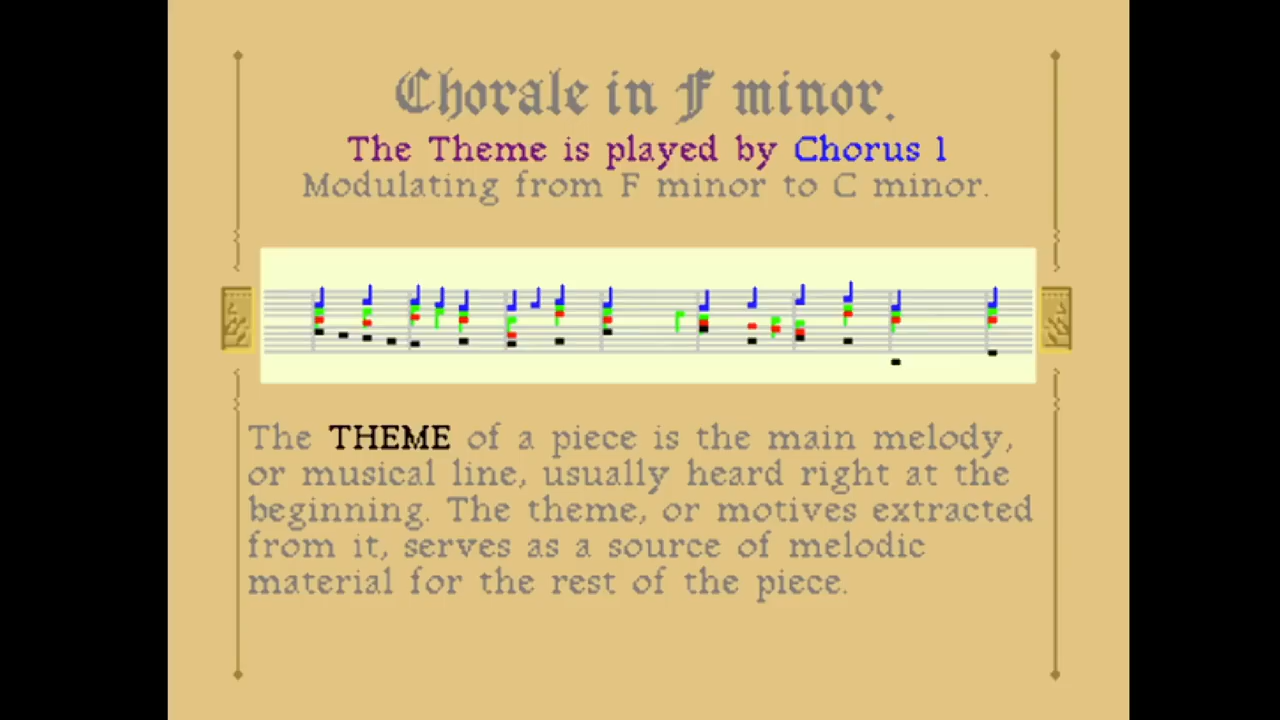 Chorale in F minor.
The Theme is played by Chorus 1
Modulating from F minor to C minor.
The THEME of a piece is the main melody,
or musical line, usually heard right at the
beginning. The theme, or motives extracted
from it, serves as a source of melodic
material for the rest of the piece.